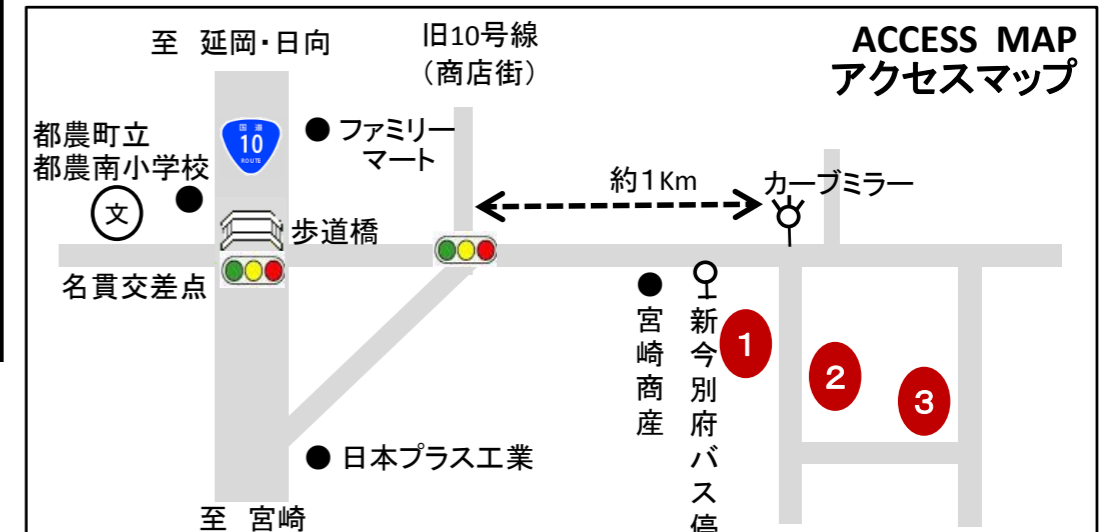 ACCESS MAP
アクセスマップ
至 延岡・日向
旧10号線
（商店街）
国道
10
ROUTE
ファミリー
マート
都農町立
都農南小学校
文
歩道橋
名貫交差点
約１Km
カーブミラー
宮崎商産
新今別府バス停
1
2
3
日本プラス工業
至 宮崎